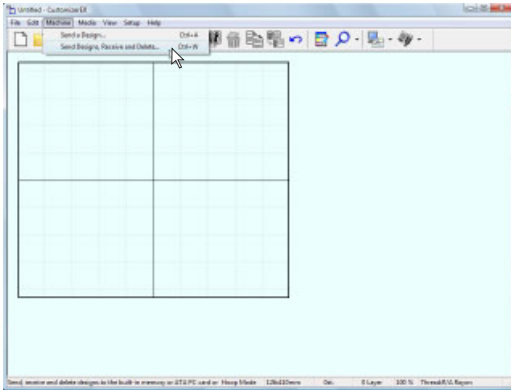 Untitled - Customizer EX
File Edit Machine Media View Setup Help
Send a Design... Ctrl+A
Send Designs, Receive and Delete... Ctrl+W
Send, receive and delete designs to the built-in memory or ATA PC card or Hoop Mode 0 Layer 100 %